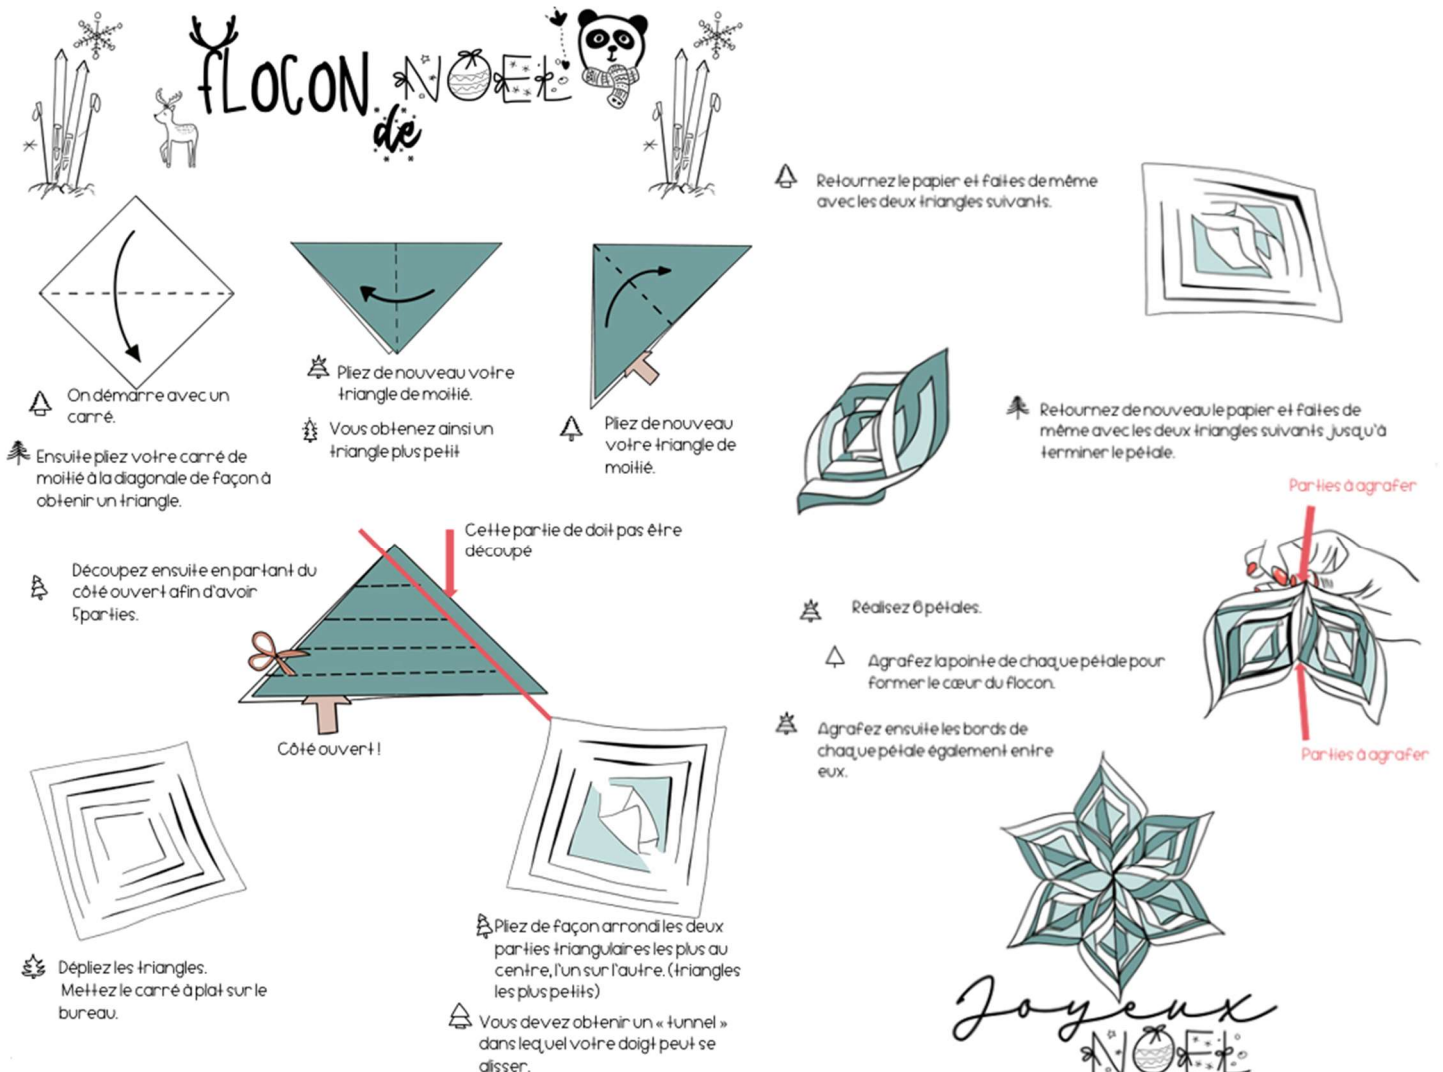 fLOCON de NOEL
On démarre avec un
carré.
Ensuite pliez votre carré de
moitié à la diagonale de façon à
obtenir un triangle.
Pliez de nouveau votre
triangle de moitié.
Vous obtenez ainsi un
triangle plus petit
Pliez de nouveau
votre triangle de
moitié.
Découpez ensuite en partant du
côté ouvert afin d'avoir
5parties.
Cette partie de doit pas être
découpé
Côté ouvert !
Dépliez les triangles.
Mettez le carré à plat sur le
bureau.
Pliez de façon arrondi les deux
parties triangulaires les plus au
centre, l'un sur l'autre. (triangles
les plus petits)
Vous devez obtenir un « tunnel »
dans lequel votre doigt peut se
glisser.
Retournez le papier et faites de même
avec les deux triangles suivants.
Retournez de nouveau le papier et faites de
même avec les deux triangles suivants jusqu'à
terminer le pétale.
Parties à agrafer
Réalisez 6 pétales.
Agrafez la pointe de chaque pétale pour
former le cœur du flocon.
Agrafez ensuite les bords de
chaque pétale également entre
eux.
Parties à agrafer
Joyeux
NOEL